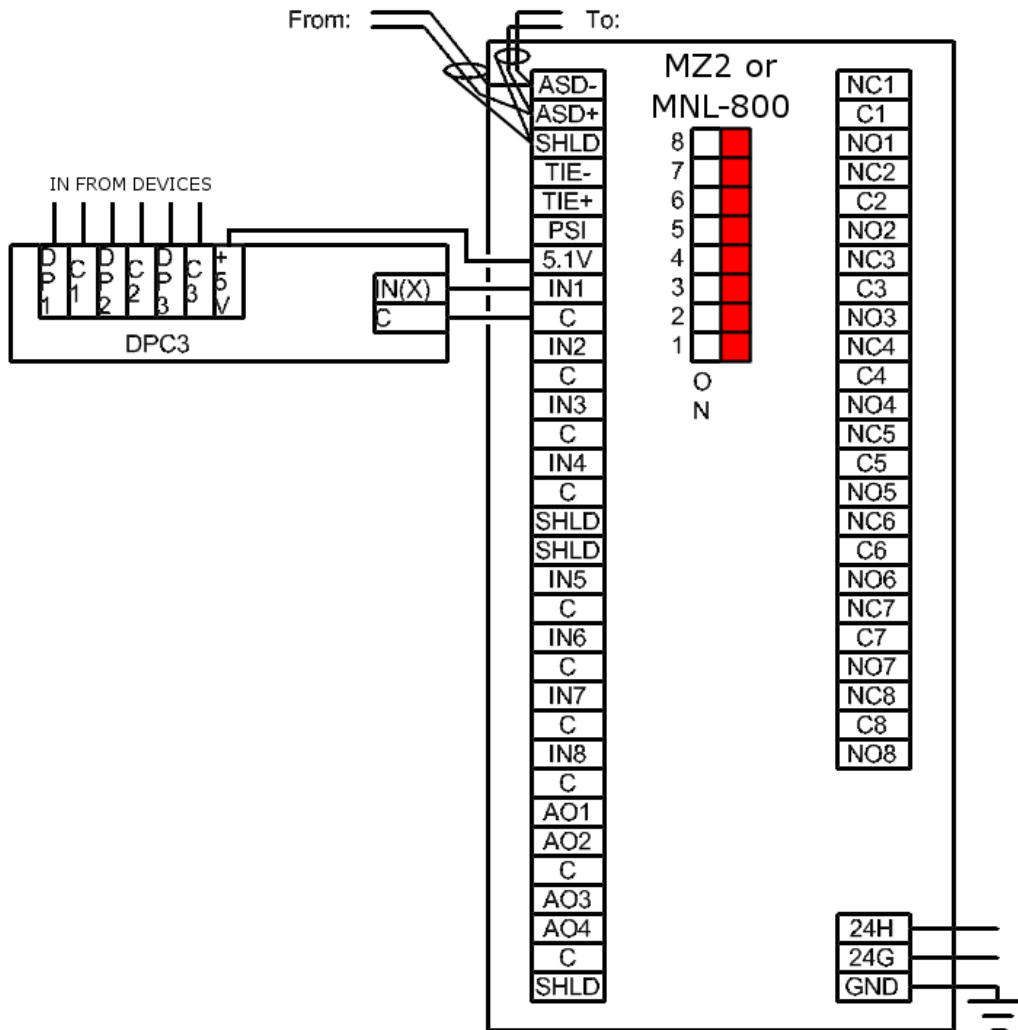 From:
To:
MZ2 or
MNL-800
ASD-
ASD+
SHLD
TIE-
TIE+
PSI
5.1V
IN1
C
IN2
C
IN3
C
IN4
C
SHLD
SHLD
IN5
C
IN6
C
IN7
C
IN8
C
AO1
AO2
C
AO3
AO4
C
SHLD
8
7
6
5
4
3
2
1
ON
NC1
C1
NO1
NC2
C2
NO2
NC3
C3
NO3
NC4
C4
NO4
NC5
C5
NO5
NC6
C6
NO6
NC7
C7
NO7
NC8
C8
NO8
24H
24G
GND
IN FROM DEVICES
DP1
C1
DP2
C2
DP3
C3
+5V
IN(X)
C
DPC3